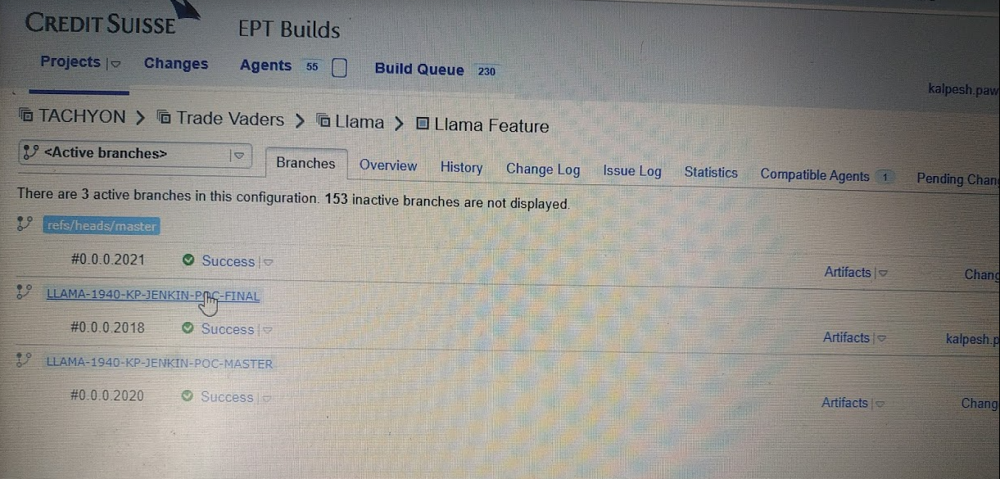 CREDIT SUISSE EPT Builds
Projects Changes Agents 55 Build Queue 230
kalpesh.paw
TACHYON > Trade Vaders > Llama > Llama Feature
<Active branches> Branches Overview History Change Log Issue Log Statistics Compatible Agents 1 Pending Chang
There are 3 active branches in this configuration. 153 inactive branches are not displayed.
refs/heads/master
#0.0.0.2021 Success Artifacts Chang
LLAMA-1940-KP-JENKIN-POC-FINAL
#0.0.0.2018 Success Artifacts kalpesh.p
LLAMA-1940-KP-JENKIN-POC-MASTER
#0.0.0.2020 Success Artifacts Chang